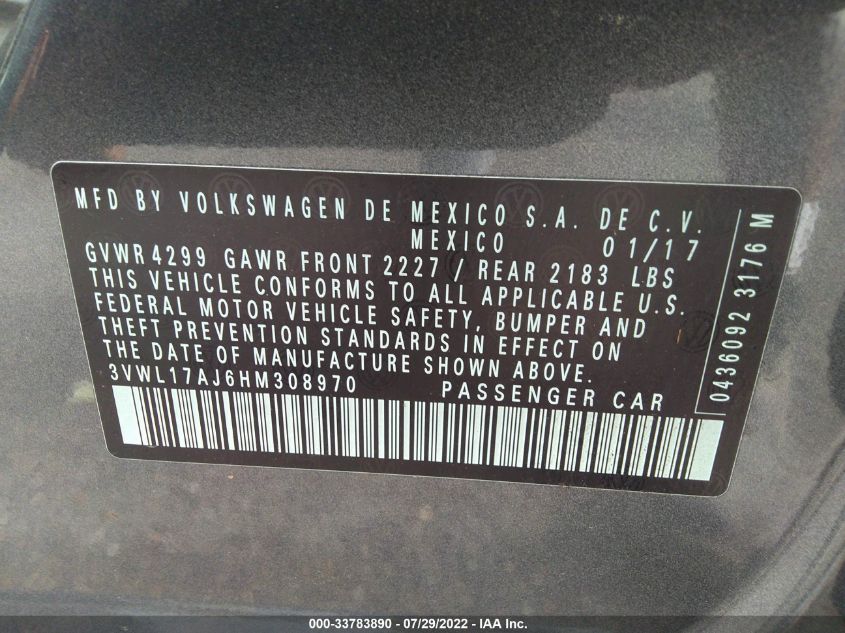 MFD BY VOLKSWAGEN DE MEXICO S.A. DE C.V.
MEXICO 01/17
GVWR 4299 GAWR FRONT 2227 / REAR 2183 LBS
THIS VEHICLE CONFORMS TO ALL APPLICABLE U.S.
FEDERAL MOTOR VEHICLE SAFETY, BUMPER AND
THEFT PREVENTION STANDARDS IN EFFECT ON
THE DATE OF MANUFACTURE SHOWN ABOVE.
3VWL17AJ6HM308970 PASSENGER CAR
0436092 3176 M
000-33783890 - 07/29/2022 - IAA Inc.